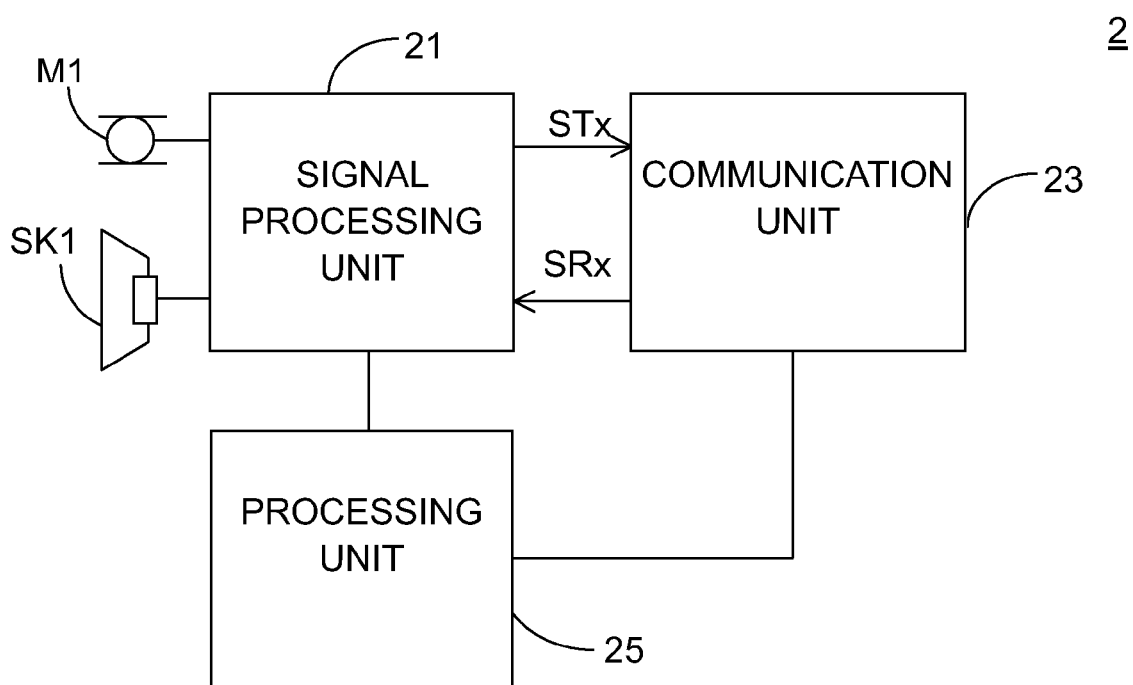 2
21
M1
STx
SIGNAL
PROCESSING
UNIT
COMMUNICATION
UNIT
23
SK1
SRx
PROCESSING
UNIT
25